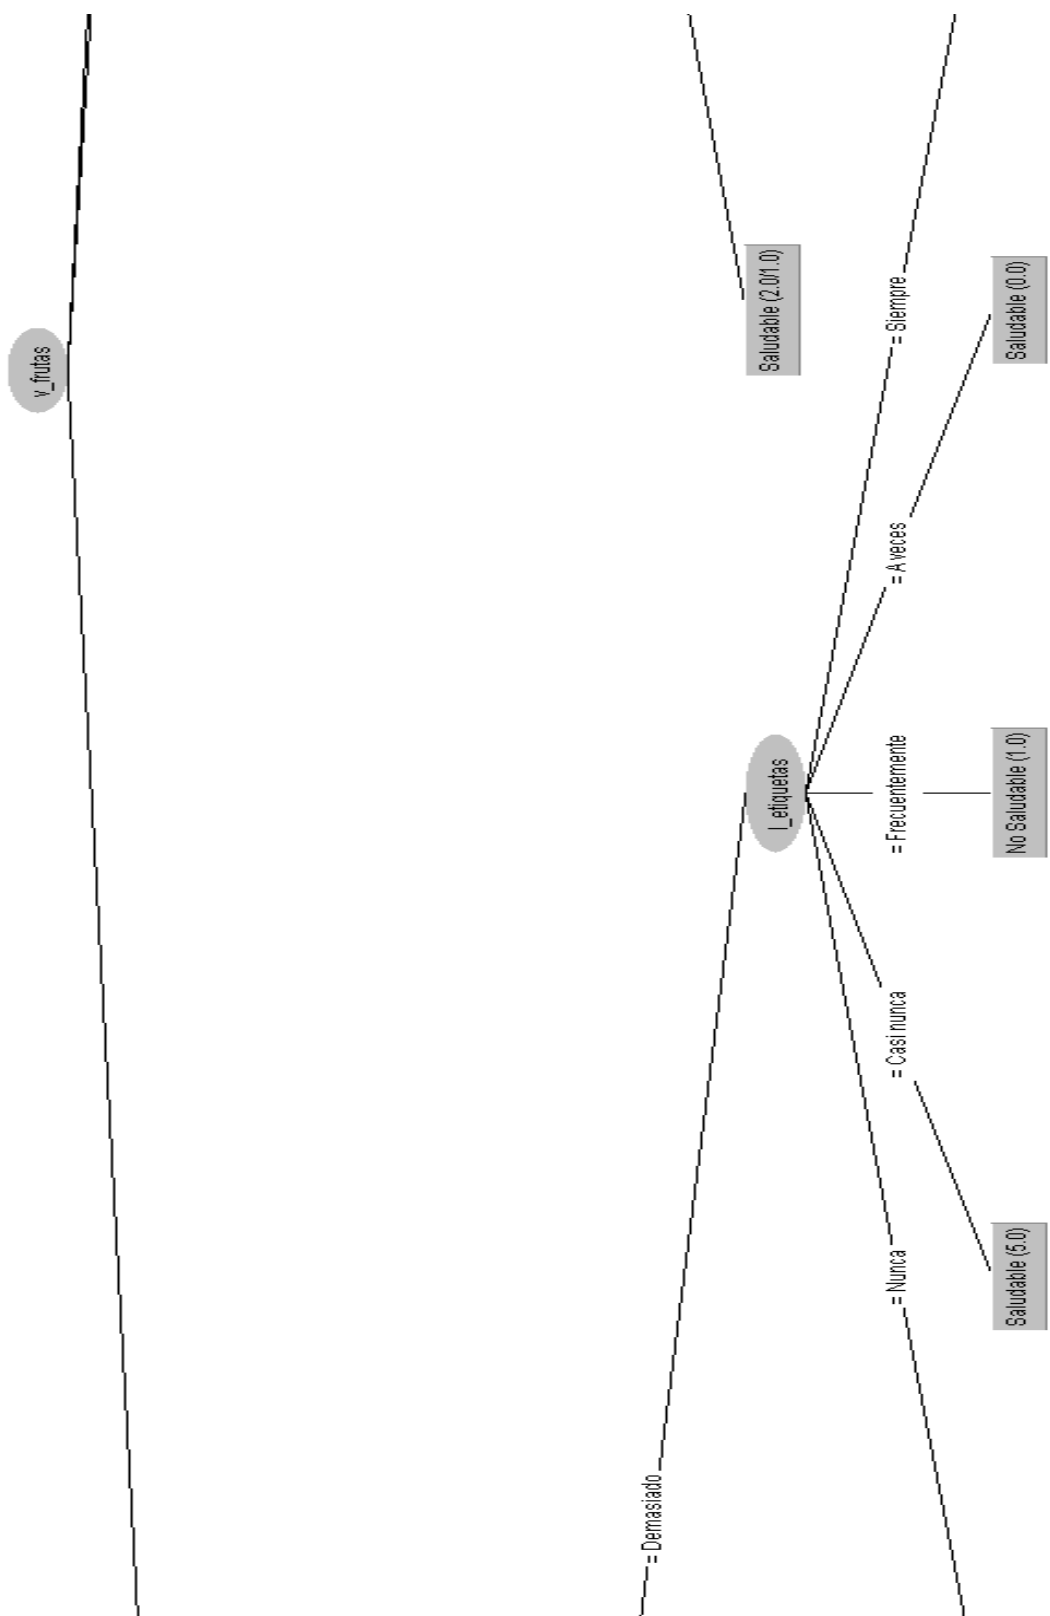 v_frutas
= Demasiado
l_etiquetas
Saludable (2.0/1.0)
= Nunca
= Casi nunca
= Frecuentemente
= A veces
= Siempre
Saludable (5.0)
No Saludable (1.0)
Saludable (0.0)